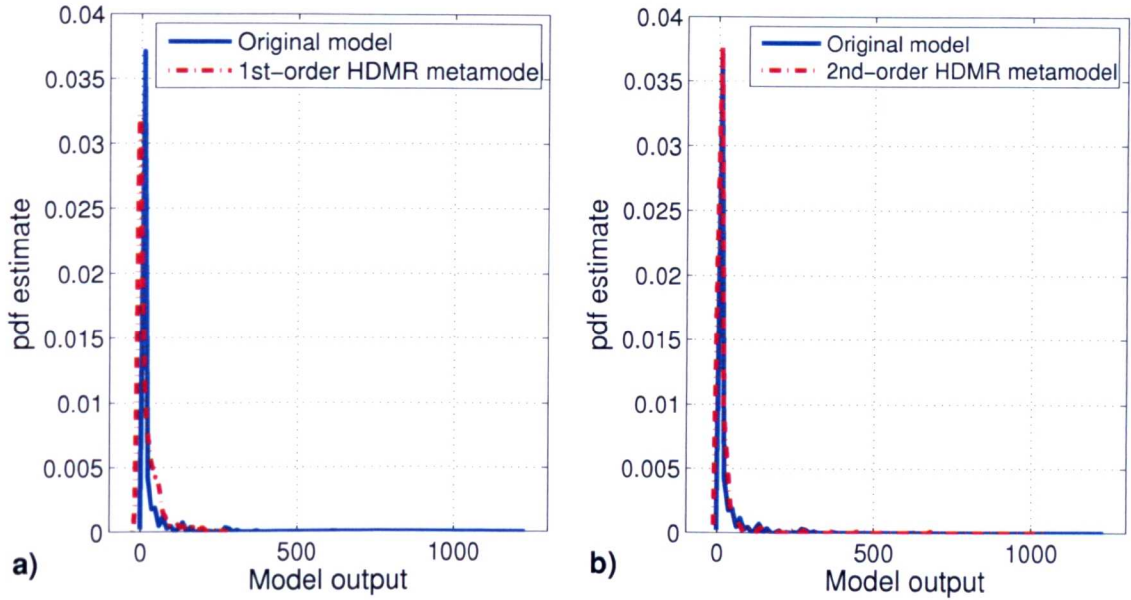 0.04
0.035
0.03
0.025
0.02
0.015
0.01
0.005
0
pdf estimate
Original model
1st-order HDMR metamodel
0
500
1000
Model output
a)
0.04
0.035
0.03
0.025
0.02
0.015
0.01
0.005
0
pdf estimate
Original model
2nd-order HDMR metamodel
0
500
1000
Model output
b)